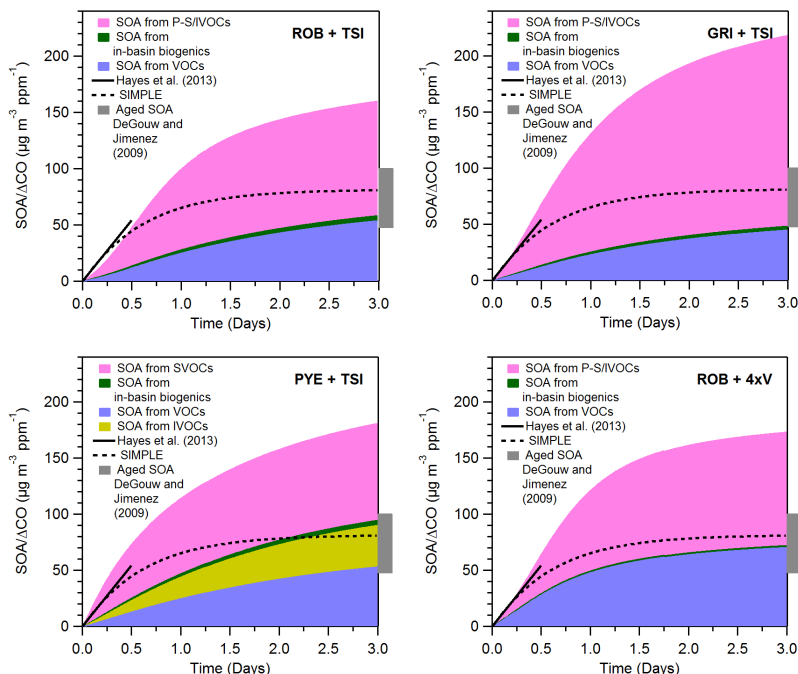 SOA from P-S/IVOCs
ROB + TSI
SOA from
in-basin biogenics
SOA from VOCs
Hayes et al. (2013)
SIMPLE
Aged SOA
DeGouw and
Jimenez
(2009)
SOA/ΔCO (µg m⁻³ ppm⁻¹)
200
150
100
50
0
0.0 0.5 1.0 1.5 2.0 2.5 3.0
Time (Days)
SOA from P-S/IVOCs
GRI + TSI
SOA from
in-basin biogenics
SOA from VOCs
Hayes et al. (2013)
SIMPLE
Aged SOA
DeGouw and
Jimenez
(2009)
SOA/ΔCO (µg m⁻³ ppm⁻¹)
200
150
100
50
0
0.0 0.5 1.0 1.5 2.0 2.5 3.0
Time (Days)
SOA from SVOCs
PYE + TSI
SOA from
in-basin biogenics
SOA from VOCs
SOA from IVOCs
Hayes et al. (2013)
SIMPLE
Aged SOA
DeGouw and
Jimenez
(2009)
SOA/ΔCO (µg m⁻³ ppm⁻¹)
200
150
100
50
0
0.0 0.5 1.0 1.5 2.0 2.5 3.0
Time (Days)
SOA from P-S/IVOCs
ROB + 4xV
SOA from
in-basin biogenics
SOA from VOCs
Hayes et al. (2013)
SIMPLE
Aged SOA
DeGouw and
Jimenez
(2009)
SOA/ΔCO (µg m⁻³ ppm⁻¹)
200
150
100
50
0
0.0 0.5 1.0 1.5 2.0 2.5 3.0
Time (Days)